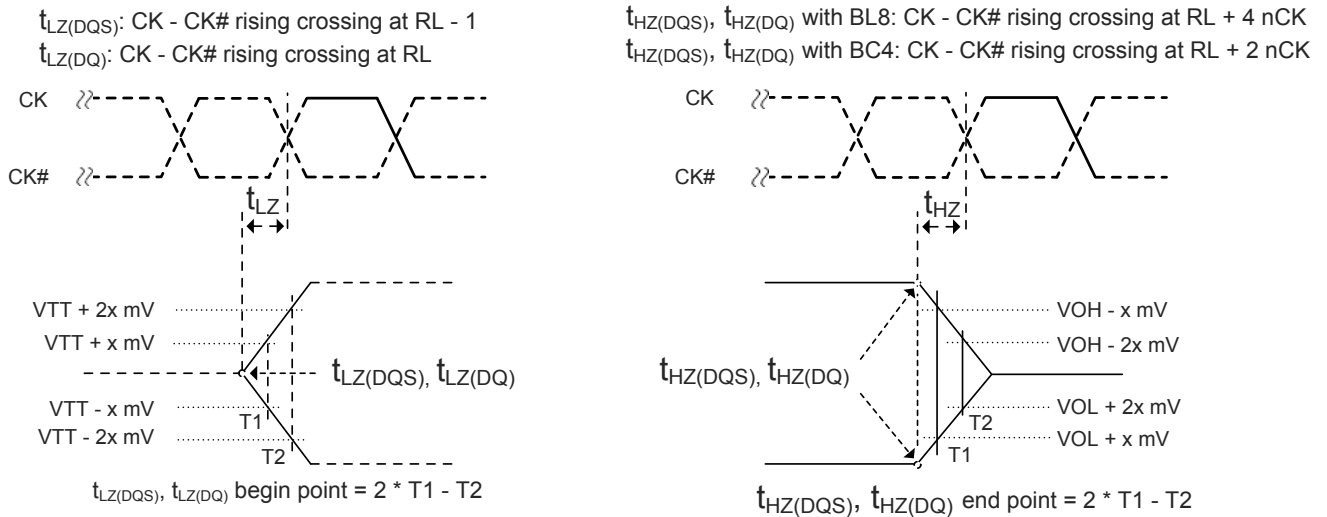 tLZ(DQS): CK - CK# rising crossing at RL - 1
tLZ(DQ): CK - CK# rising crossing at RL
CK
CK#
tLZ
VTT + 2x mV
VTT + x mV
tLZ(DQS), tLZ(DQ)
VTT - x mV
T1
VTT - 2x mV
T2
tLZ(DQS), tLZ(DQ) begin point = 2 * T1 - T2
tHZ(DQS), tHZ(DQ) with BL8: CK - CK# rising crossing at RL + 4 nCK
tHZ(DQS), tHZ(DQ) with BC4: CK - CK# rising crossing at RL + 2 nCK
CK
CK#
tHZ
VOH - x mV
VOH - 2x mV
tHZ(DQS), tHZ(DQ)
VOL + 2x mV
T2
VOL + x mV
T1
tHZ(DQS), tHZ(DQ) end point = 2 * T1 - T2